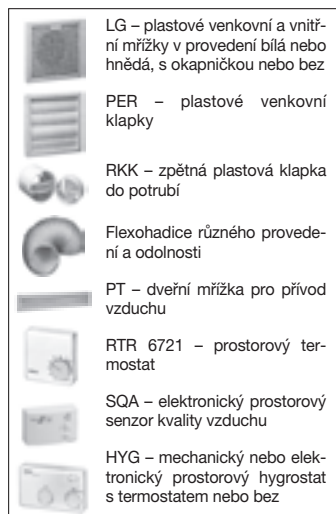 LG – plastové venkovní a vnitř-
ní mřížky v provedení bílá nebo
hnědá, s okapničkou nebo bez
PER – plastové venkovní
klapky
RKK – zpětná plastová klapka
do potrubí
Flexohadice různého provede-
ní a odolnosti
PT – dveřní mřížka pro přívod
vzduchu
RTR 6721 – prostorový ter-
mostat
SQA – elektronický prostorový
senzor kvality vzduchu
HYG – mechanický nebo elek-
tronický prostorový hygrostat
s termostatem nebo bez